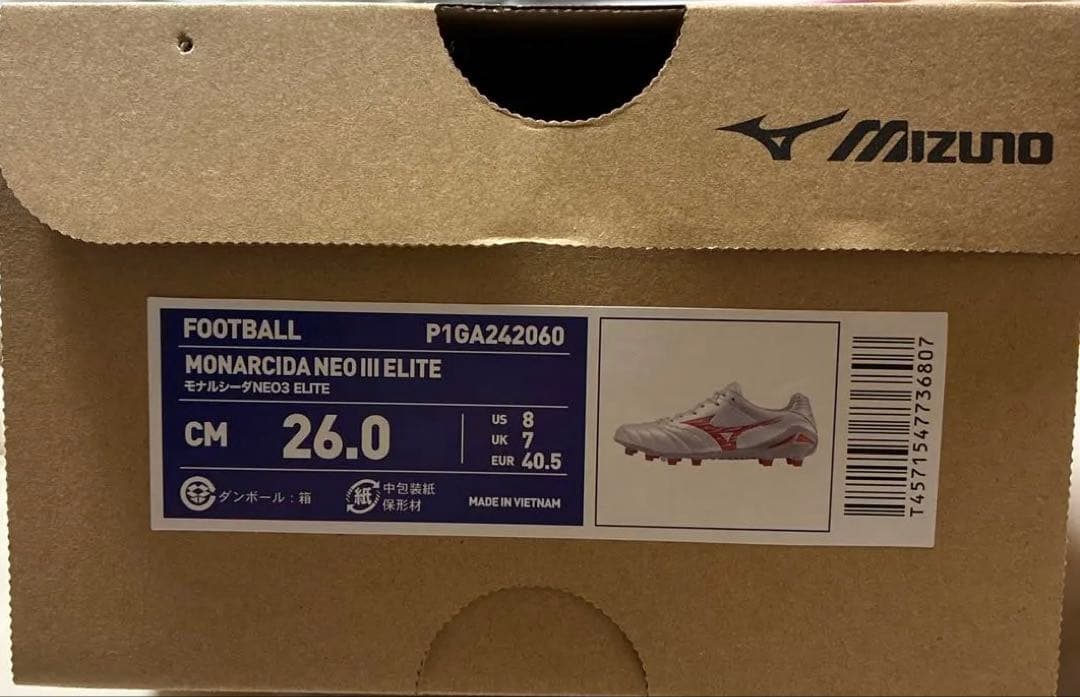 MIZUNO
FOOTBALL P1GA242060
MONARCIDA NEO III ELITE
モナルシーダNEO3 ELITE
CM 26.0
US 8
UK 7
EUR 40.5
ダンボール:箱
紙 中包装紙
保形材
MADE IN VIETNAM
T4571547736807